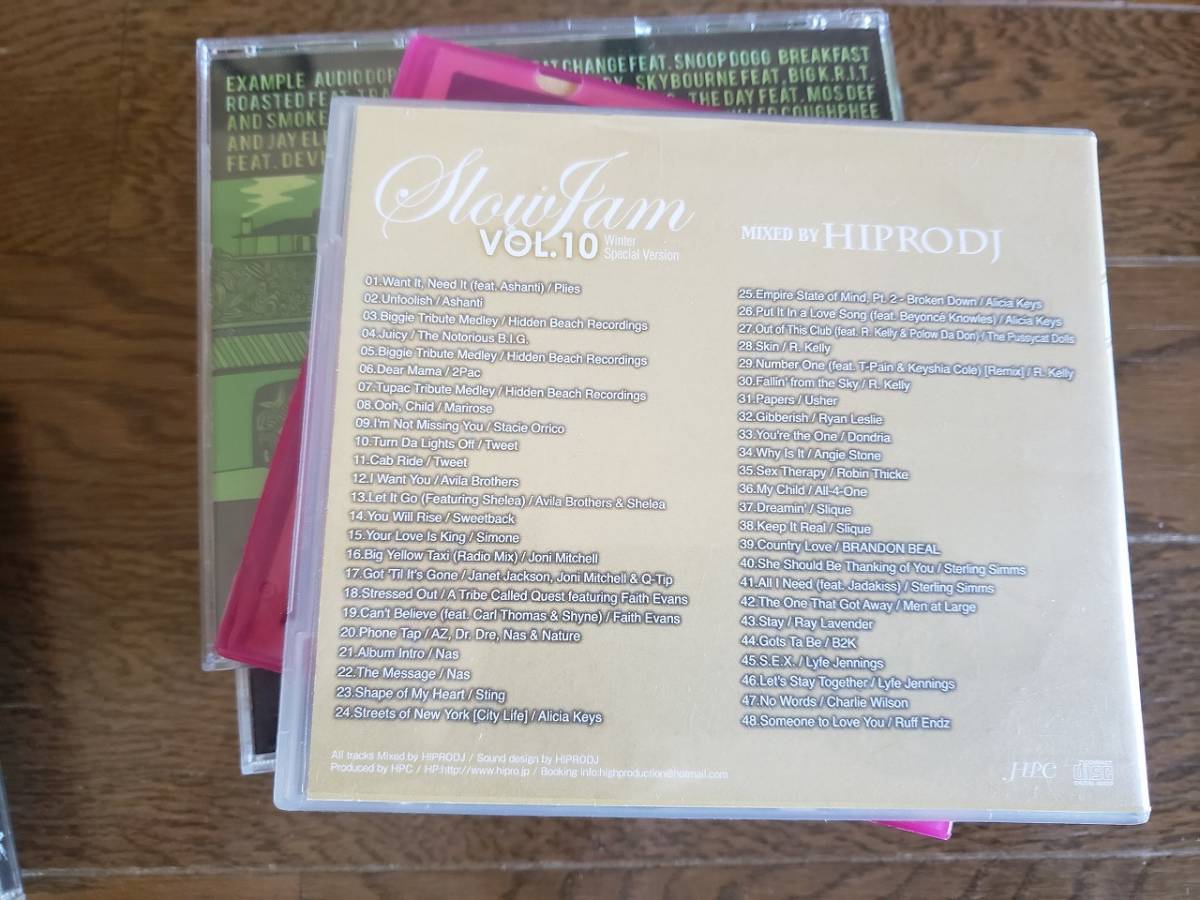 EXAMPLE AUDIO DOP
AT CHANGE FEAT. SNOOP DOGG BREAKFAST
ROASTED FEAT. TRA
SKYBOURNE FEAT. BIG K.R.I.T.
AND SMOKE
THE DAY FEAT. MOS DEF
AND JAY EL
COUGHPHEE
FEAT. DEVI
Slow Jam
VOL.10 Winter
Special Version
MIXED BY HIPRODJ
01.Want It, Need It (feat. Ashanti) / Plies
02.Unfoolish / Ashanti
03.Biggie Tribute Medley / Hidden Beach Recordings
04.Juicy / The Notorious B.I.G.
05.Biggie Tribute Medley / Hidden Beach Recordings
06.Dear Mama / 2Pac
07.Tupac Tribute Medley / Hidden Beach Recordings
08.Ooh, Child / Marirose
09.I'm Not Missing You / Stacie Orrico
10.Turn Da Lights Off / Tweet
11.Cab Ride / Tweet
12.I Want You / Avila Brothers
13.Let It Go (Featuring Shelea) / Avila Brothers & Shelea
14.You Will Rise / Sweetback
15.Your Love Is King / Simone
16.Big Yellow Taxi (Radio Mix) / Joni Mitchell
17.Got 'Til It's Gone / Janet Jackson, Joni Mitchell & Q-Tip
18.Stressed Out / A Tribe Called Quest featuring Faith Evans
19.Can't Believe (feat. Carl Thomas & Shyne) / Faith Evans
20.Phone Tap / AZ, Dr. Dre, Nas & Nature
21.Album Intro / Nas
22.The Message / Nas
23.Shape of My Heart / Sting
24.Streets of New York [City Life] / Alicia Keys
25.Empire State of Mind, Pt. 2 - Broken Down / Alicia Keys
26.Put It In a Love Song (feat. Beyoncé Knowles) / Alicia Keys
27.Out of This Club (feat. R. Kelly & Polow Da Don) / The Pussycat Dolls
28.Skin / R. Kelly
29.Number One (feat. T-Pain & Keyshia Cole) [Remix] / R. Kelly
30.Fallin' from the Sky / R. Kelly
31.Papers / Usher
32.Gibberish / Ryan Leslie
33.You're the One / Dondria
34.Why Is It / Angie Stone
35.Sex Therapy / Robin Thicke
36.My Child / All-4-One
37.Dreamin' / Slique
38.Keep It Real / Slique
39.Country Love / BRANDON BEAL
40.She Should Be Thanking of You / Sterling Simms
41.All I Need (feat. Jadakiss) / Sterling Simms
42.The One That Got Away / Men at Large
43.Stay / Ray Lavender
44.Gots Ta Be / B2K
45.S.E.X. / Lyfe Jennings
46.Let's Stay Together / Lyfe Jennings
47.No Words / Charlie Wilson
48.Someone to Love You / Ruff Endz
All tracks Mixed by HIPRODJ / Sound design by HIPRODJ
Produced by HPC / HP:http://www.hipro.jp / Booking info:highproduction@hotmail.com
HPC
disc